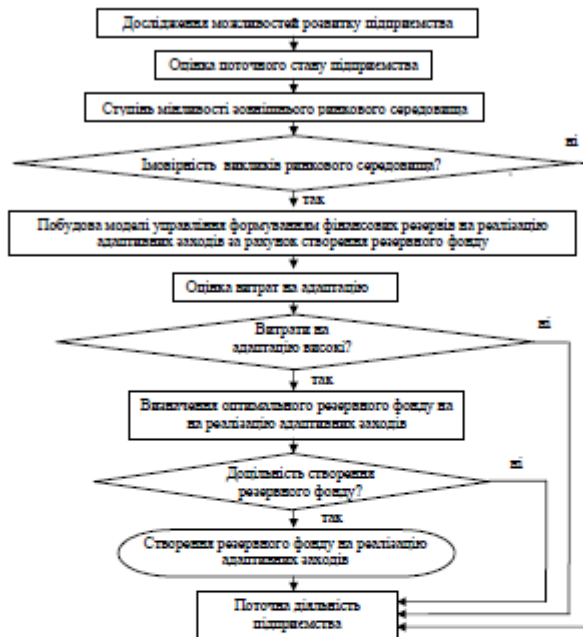 Дослідження можливостей розвитку підприємства
Оцінка поточного стану підприємства
Ступінь мінливості зовнішнього ринкового середовища
ні
Імовірність викликів ринкового середовища?
так
Побудова моделі управління формуванням фінансових резервів на реалізацію
адаптивних заходів за рахунок створення резервного фонду
Оцінка витрат на адаптацію
ні
Витрати на
адаптацію високі?
так
Визначення оптимального резервного фонду на
на реалізацію адаптивних заходів
ні
Доцільність створення
резервного фонду?
так
Створення резервного фонду на реалізацію
адаптивних заходів
Поточна діяльність
підприємства